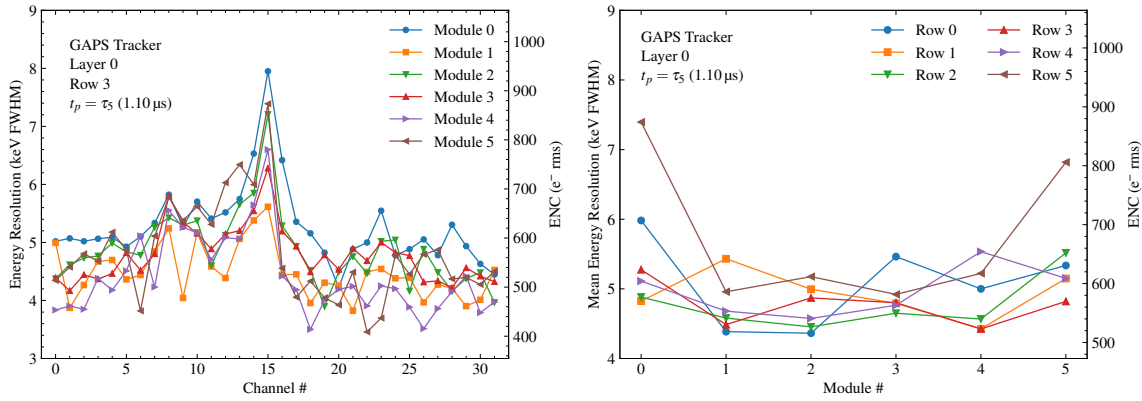 GAPS Tracker
Layer 0
Row 3
t_p = τ_5 (1.10 µs)
Module 0
Module 1
Module 2
Module 3
Module 4
Module 5
Energy Resolution (keV FWHM)
3
4
5
6
7
8
9
ENC (e⁻ rms)
400
500
600
700
800
900
1000
0
5
10
15
20
25
30
Channel #
GAPS Tracker
Layer 0
t_p = τ_5 (1.10 µs)
Row 0
Row 1
Row 2
Row 3
Row 4
Row 5
Mean Energy Resolution (keV FWHM)
4
5
6
7
8
9
ENC (e⁻ rms)
500
600
700
800
900
1000
0
1
2
3
4
5
Module #